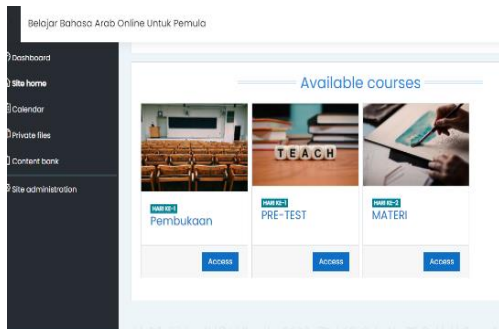 Belajar Bahasa Arab Online Untuk Pemula
Dashboard
Site home
Calendar
Private files
Content bank
Site administration
Available courses
TEACH
HARI KE-1
Pembukaan
Access
HARI KE-1
PRE-TEST
Access
HARI KE-2
MATERI
Access